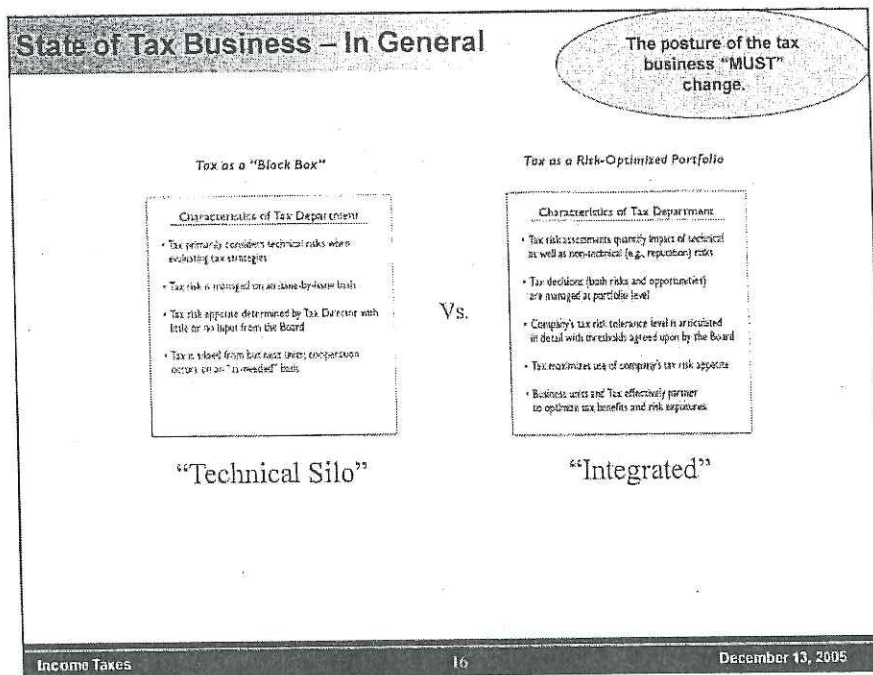 State of Tax Business – In General
The posture of the tax
business "MUST"
change.
Tax as a "Black Box"
Characteristics of Tax Department
• Tax primarily considers technical risks when
evaluating tax strategies
• Tax risk is managed on an issue-by-issue basis
• Tax risk appetite determined by Tax Director with
little or no input from the Board
• Tax is siloed from business units; cooperation
occurs on an "as-needed" basis
"Technical Silo"
Vs.
Tax as a Risk-Optimized Portfolio
Characteristics of Tax Department
• Tax risk assessments quantify impact of technical
as well as non-technical (e.g., reputation) risks
• Tax decisions (both risks and opportunities)
are managed at portfolio level
• Company's tax risk tolerance level is articulated
in detail with thresholds agreed upon by the Board
• Tax maximizes use of company's tax risk appetite
• Business units and Tax effectively partner
to optimize tax benefits and risk exposures
"Integrated"
Income Taxes
16
December 13, 2005